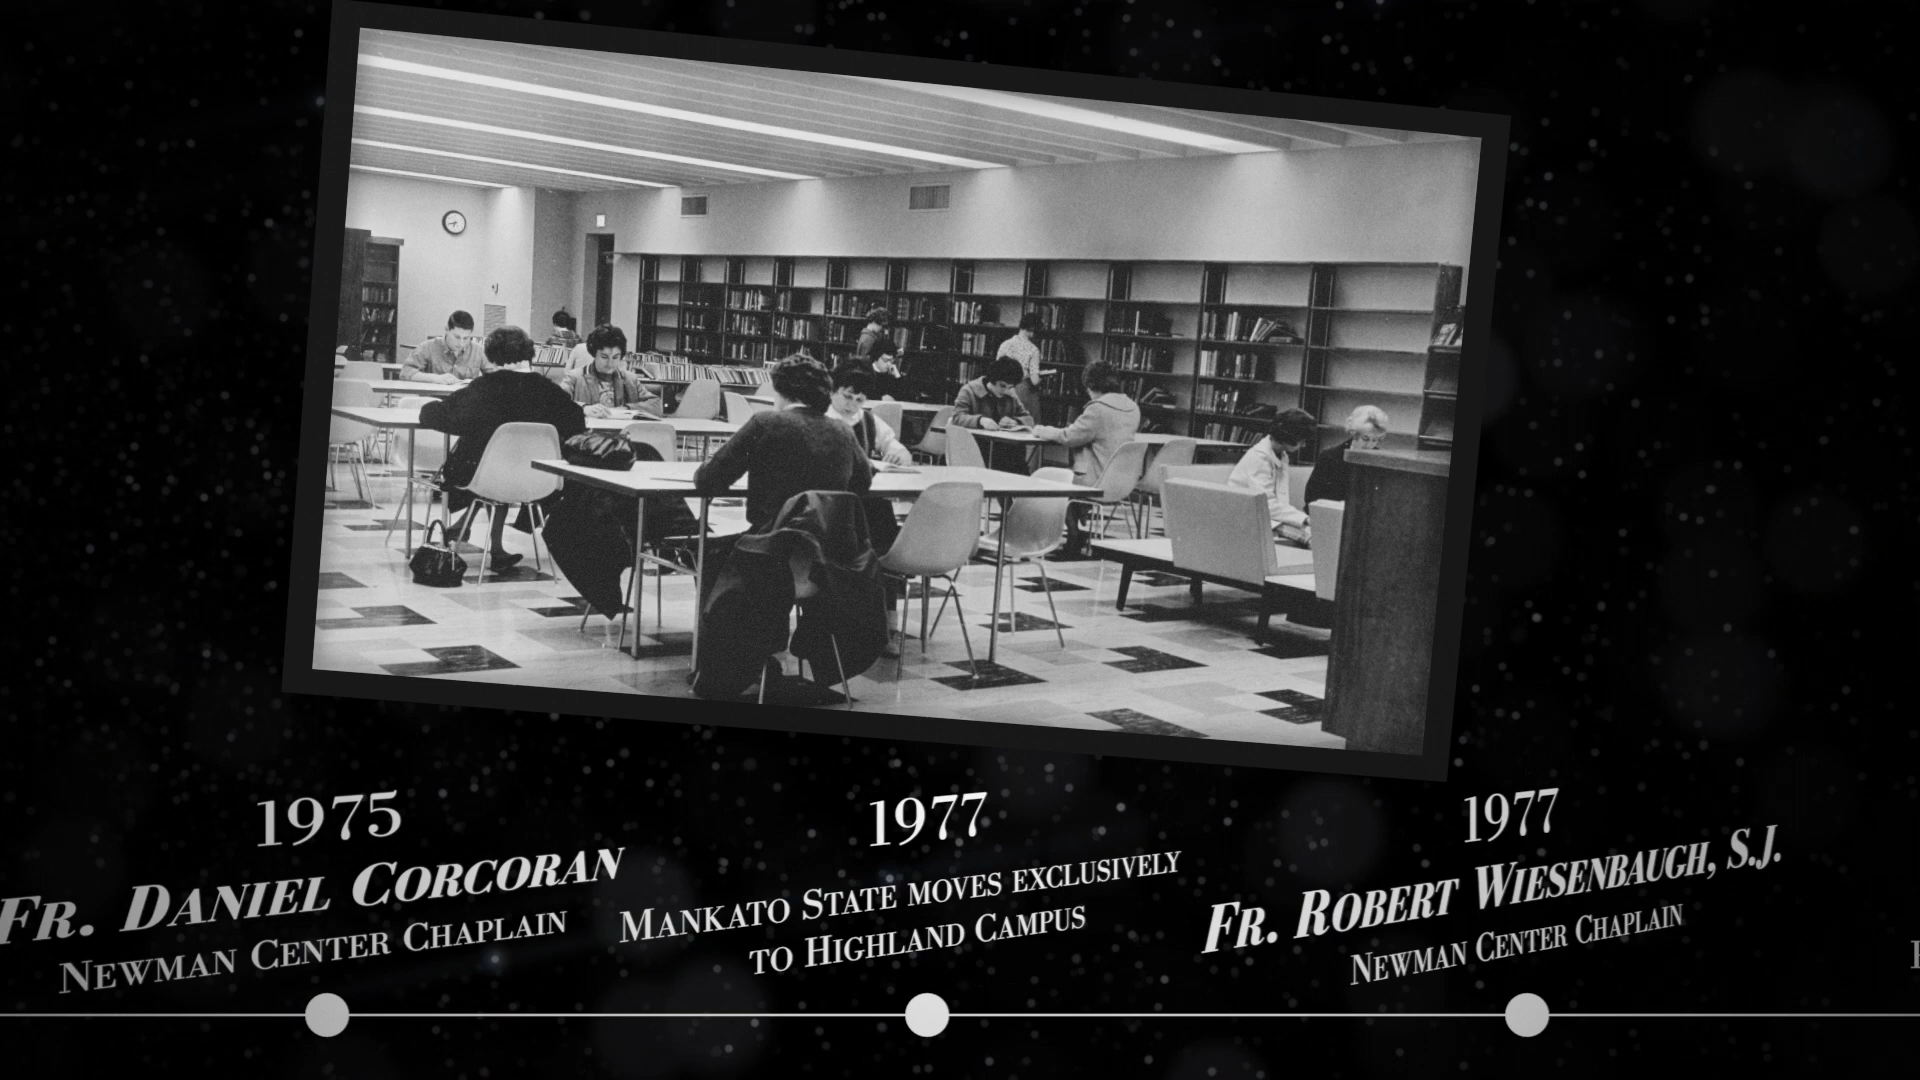 1975
Fr. Daniel Corcoran
Newman Center Chaplain
1977
Mankato State moves exclusively
to Highland Campus
1977
Fr. Robert Wiesenbaugh, S.J.
Newman Center Chaplain